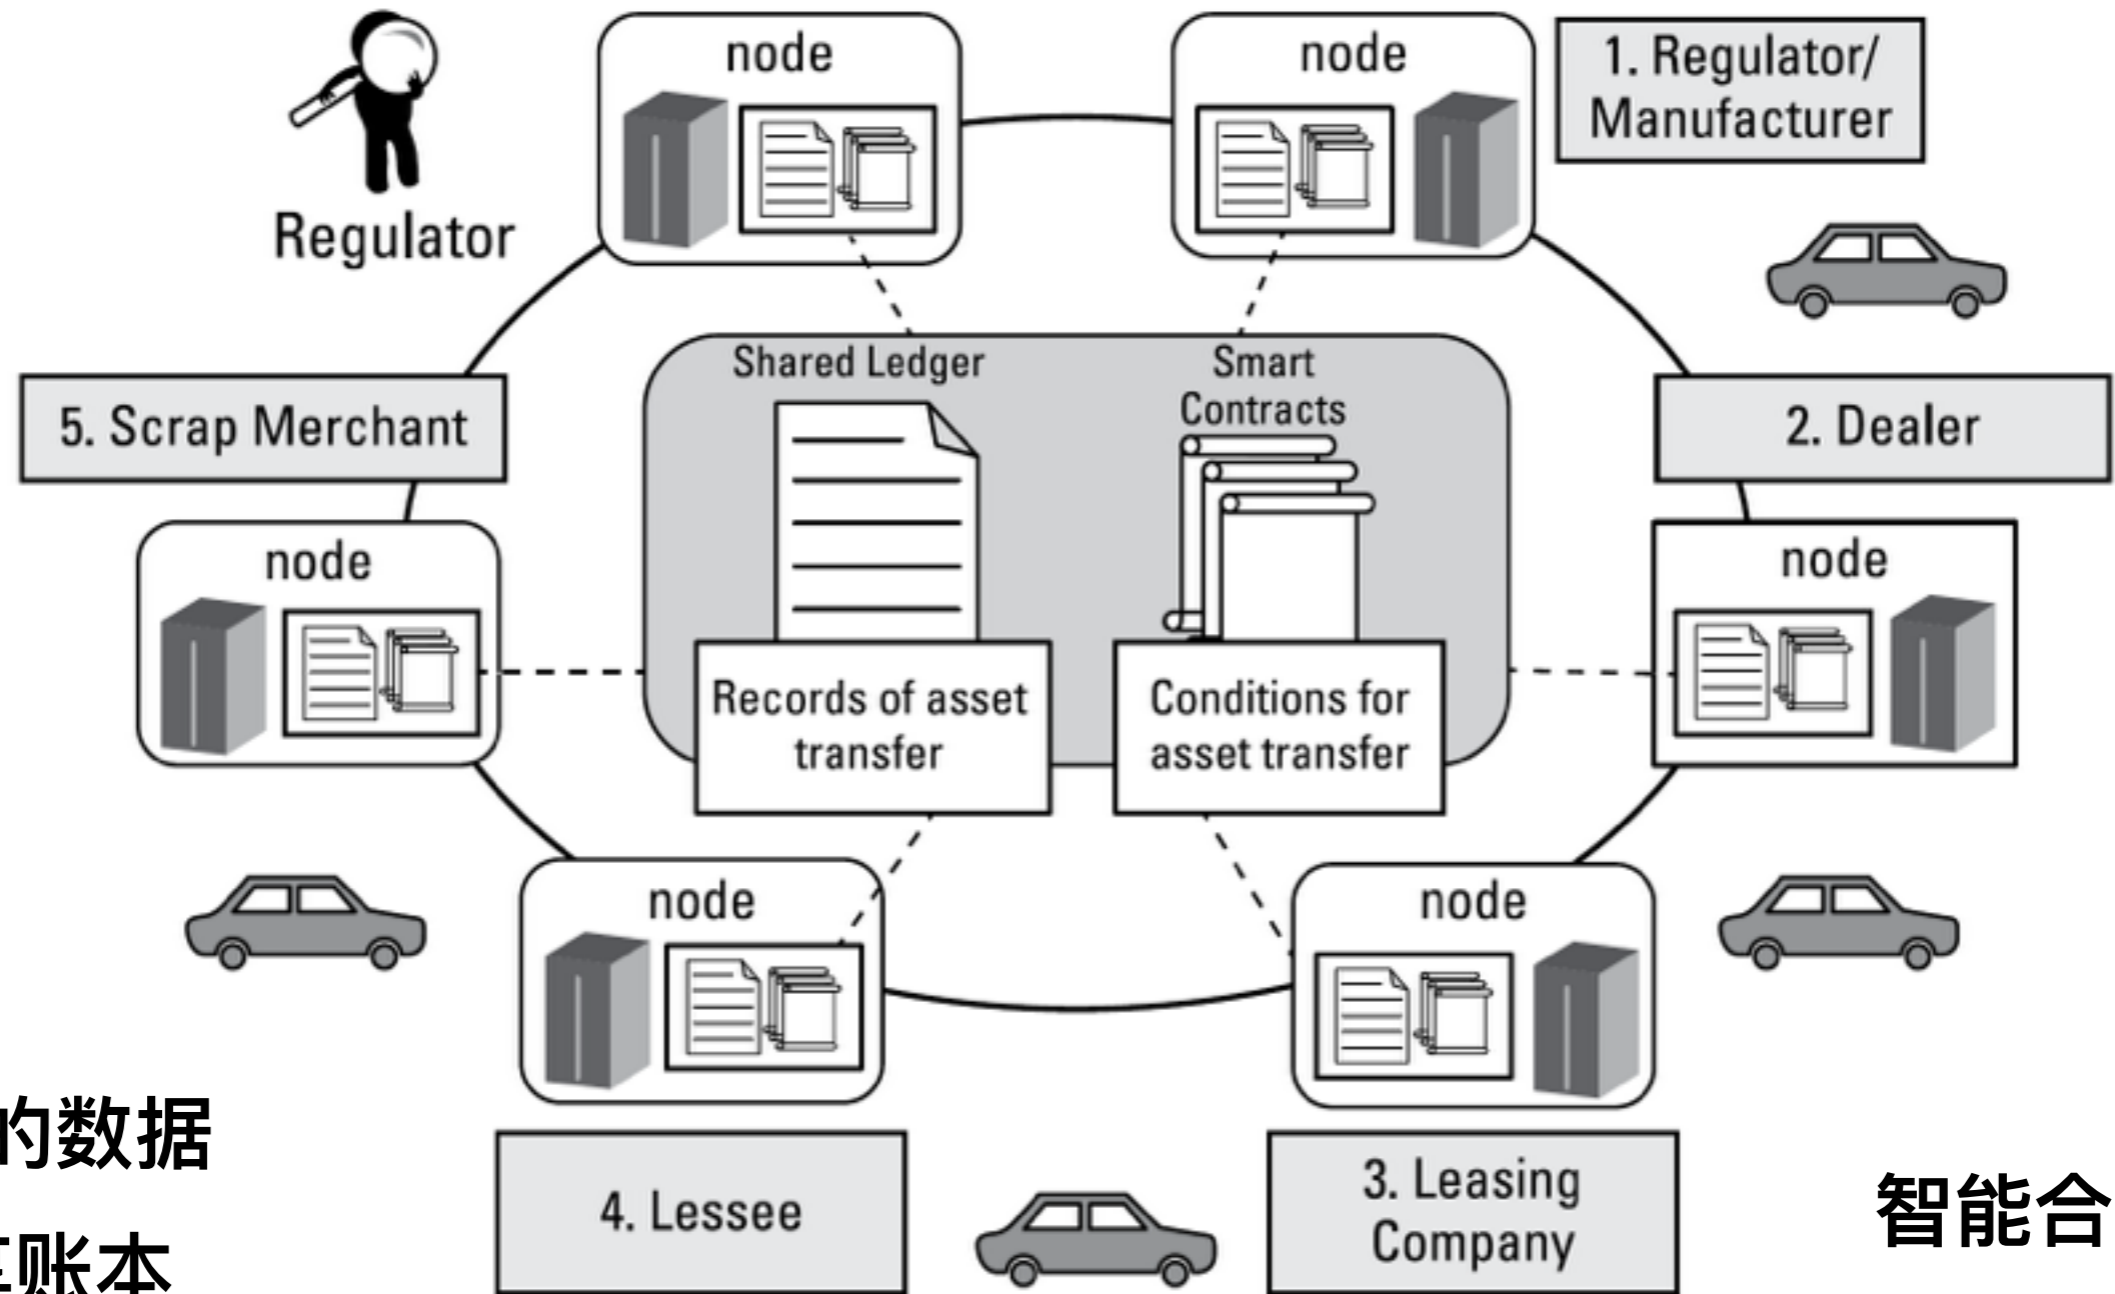 node
node
1. Regulator/
Manufacturer
Regulator
Shared Ledger
Smart
Contracts
5. Scrap Merchant
2. Dealer
node
node
Records of asset
transfer
Conditions for
asset transfer
node
node
的数据
4. Lessee
3. Leasing
Company
智能合
账本